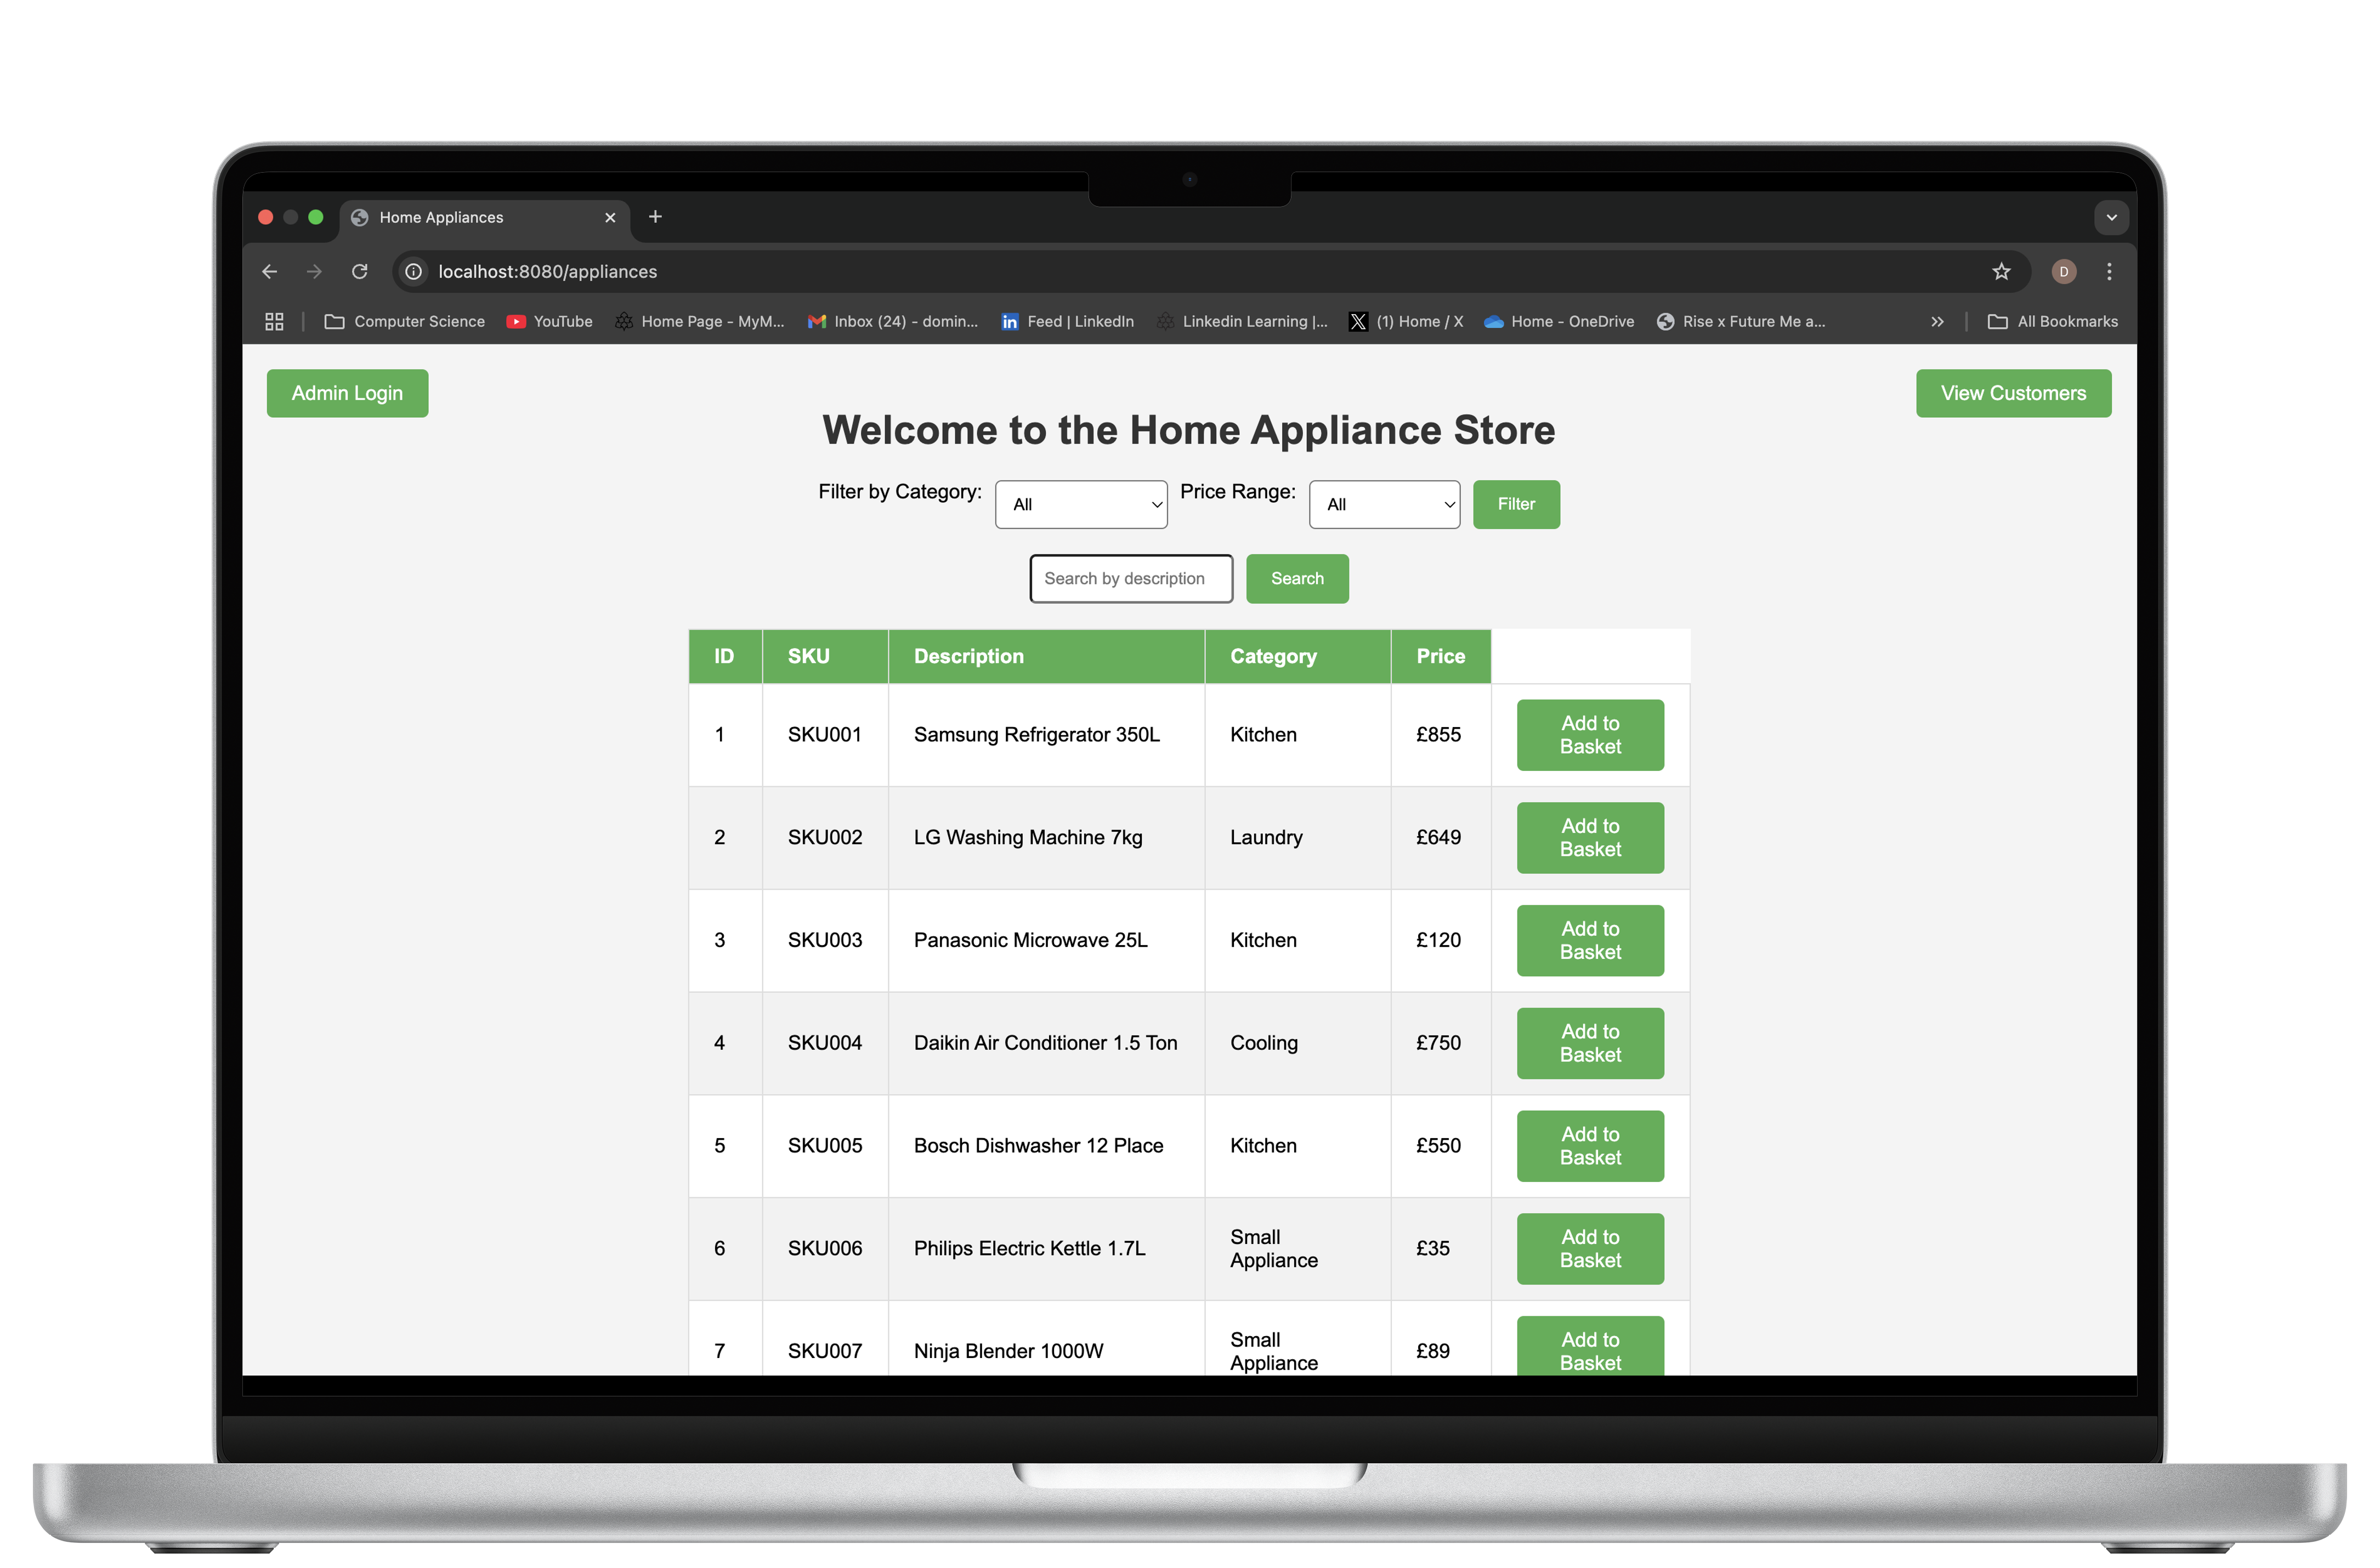 Home Appliances
localhost:8080/appliances
Computer Science YouTube Home Page - MyM... Inbox (24) - domin... Feed | LinkedIn Linkedin Learning |... (1) Home / X Home - OneDrive Rise x Future Me a... All Bookmarks
D
Admin Login
View Customers
Welcome to the Home Appliance Store
Filter by Category: All Price Range: All Filter
Search by description Search
ID SKU Description Category Price
1 SKU001 Samsung Refrigerator 350L Kitchen £855 Add to
Basket
2 SKU002 LG Washing Machine 7kg Laundry £649 Add to
Basket
3 SKU003 Panasonic Microwave 25L Kitchen £120 Add to
Basket
4 SKU004 Daikin Air Conditioner 1.5 Ton Cooling £750 Add to
Basket
5 SKU005 Bosch Dishwasher 12 Place Kitchen £550 Add to
Basket
6 SKU006 Philips Electric Kettle 1.7L Small
Appliance £35 Add to
Basket
7 SKU007 Ninja Blender 1000W Small
Appliance £89 Add to
Basket